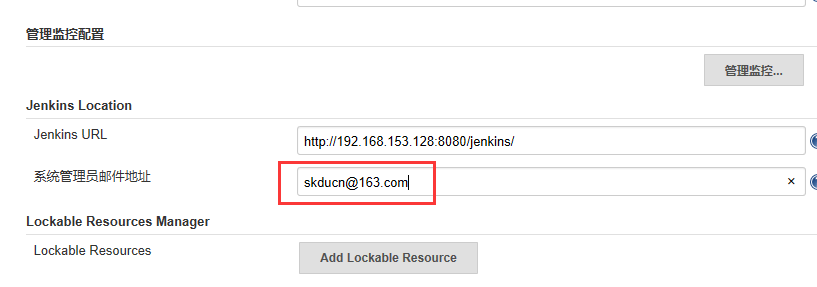 管理监控配置
管理监控...
Jenkins Location
Jenkins URL
http://192.168.153.128:8080/jenkins/
系统管理员邮件地址
skducn@163.com
×
Lockable Resources Manager
Lockable Resources
Add Lockable Resource